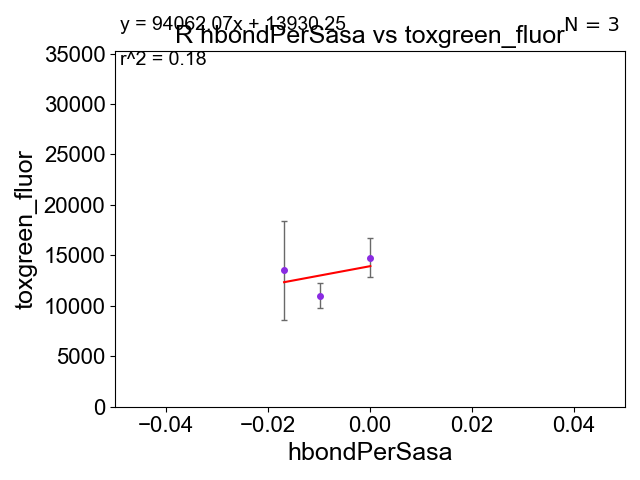 y = 94062.07x + 13930.25
R hbondPerSasa vs toxgreen_fluor
N = 3
r^2 = 0.18
toxgreen_fluor
35000
30000
25000
20000
15000
10000
5000
0
−0.04 −0.02 0.00 0.02 0.04
hbondPerSasa